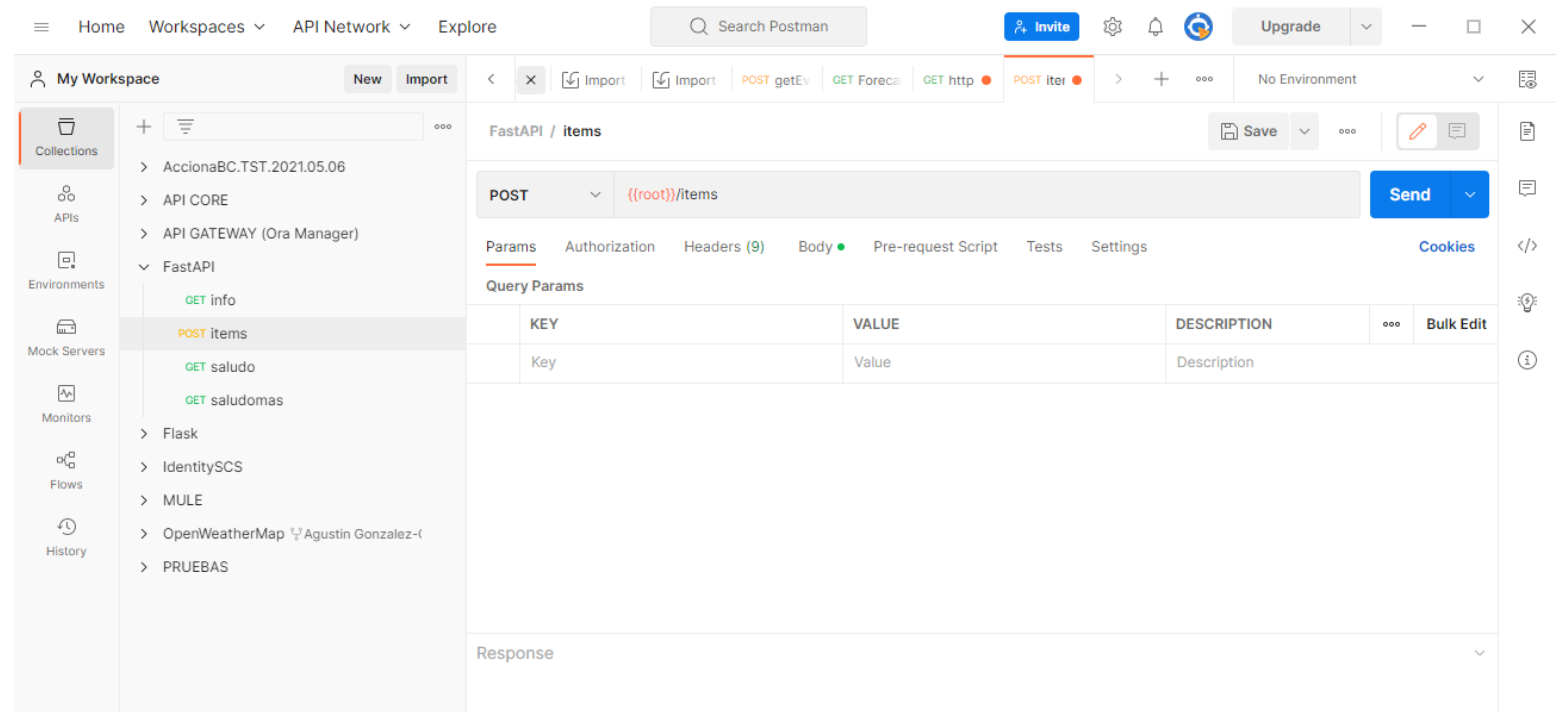 Home Workspaces API Network Explore Search Postman Invite Upgrade
My Workspace New Import
Import Import POST getEv GET Foreca GET http POST iter No Environment
Collections
APIs
Environments
Mock Servers
Monitors
Flows
History
AccionaBC.TST.2021.05.06
API CORE
API GATEWAY (Ora Manager)
FastAPI
GET info
POST items
GET saludo
GET saludomas
Flask
IdentitySCS
MULE
OpenWeatherMap Agustin Gonzalez-(
PRUEBAS
FastAPI / items Save
POST {{root}}/items Send
Params Authorization Headers (9) Body Pre-request Script Tests Settings Cookies
Query Params
KEY VALUE DESCRIPTION Bulk Edit
Key Value Description
Response